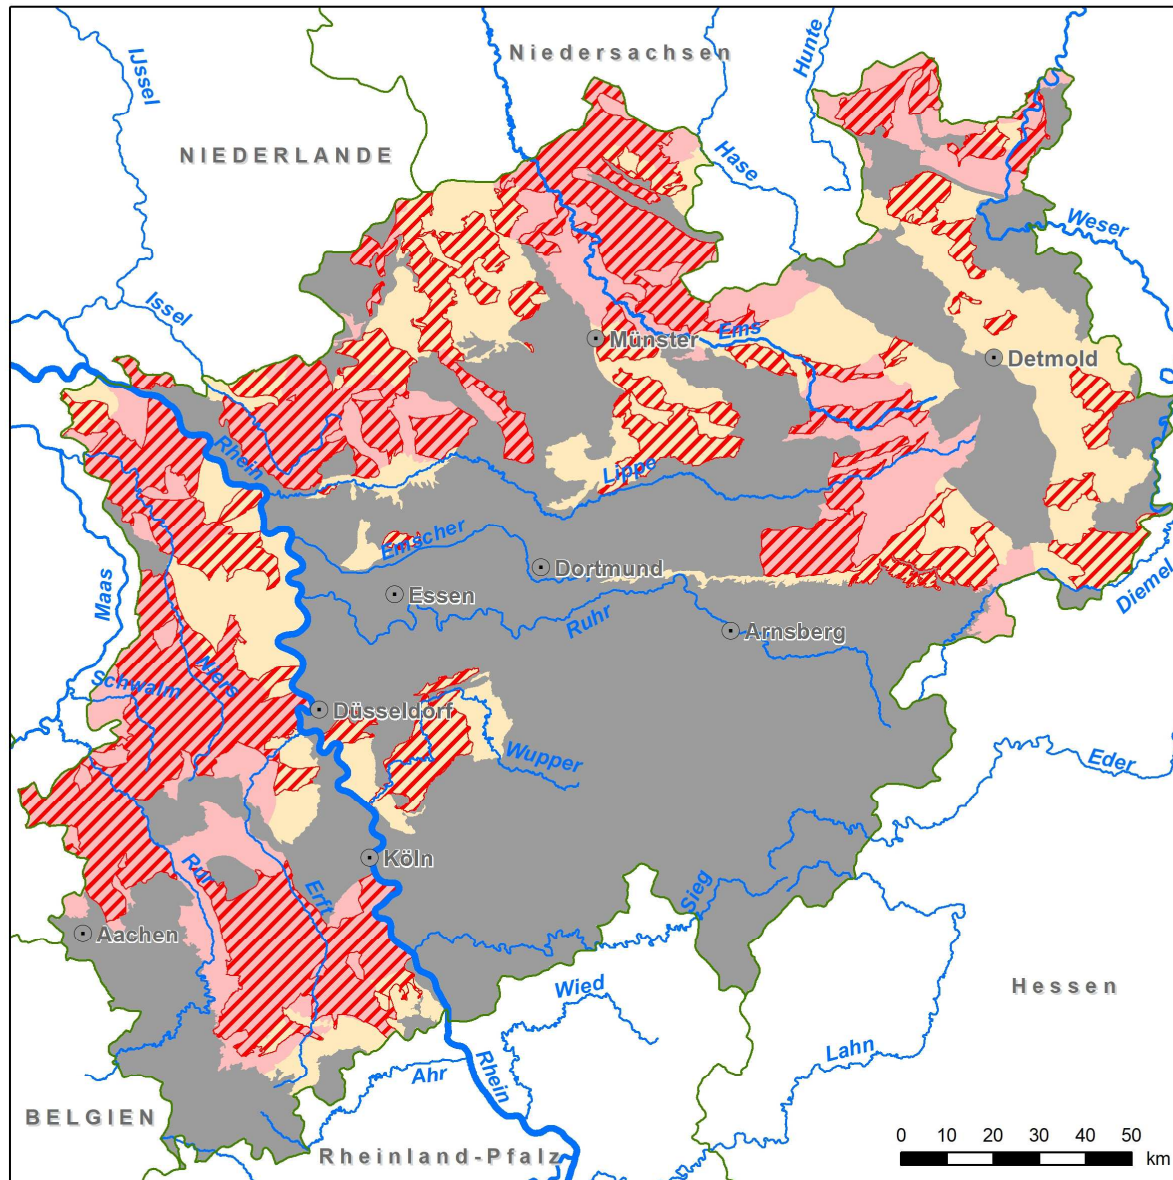 Niedersachsen
IJssel
Hunte
NIEDERLANDE
Hase
Weser
Issel
Ems
Münster
Detmold
Rhein
Lippe
Emscher
Dortmund
Essen
Ruhr
Diemel
Maas
Arnsberg
Niers
Schwalm
Düsseldorf
Wupper
Eder
Köln
Rur
Erft
Sieg
Aachen
Wied
Hessen
Lahn
Rhein
Ahr
BELGIEN
Rheinland-Pfalz
0 10 20 30 40 50
km